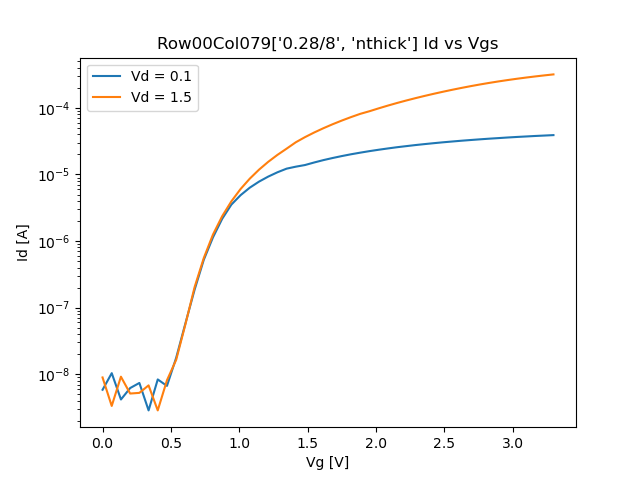 Row00Col079['0.28/8', 'nthick'] Id vs Vgs
Vd = 0.1
Vd = 1.5
Id [A]
10⁻⁴
10⁻⁵
10⁻⁶
10⁻⁷
10⁻⁸
0.0 0.5 1.0 1.5 2.0 2.5 3.0
Vg [V]